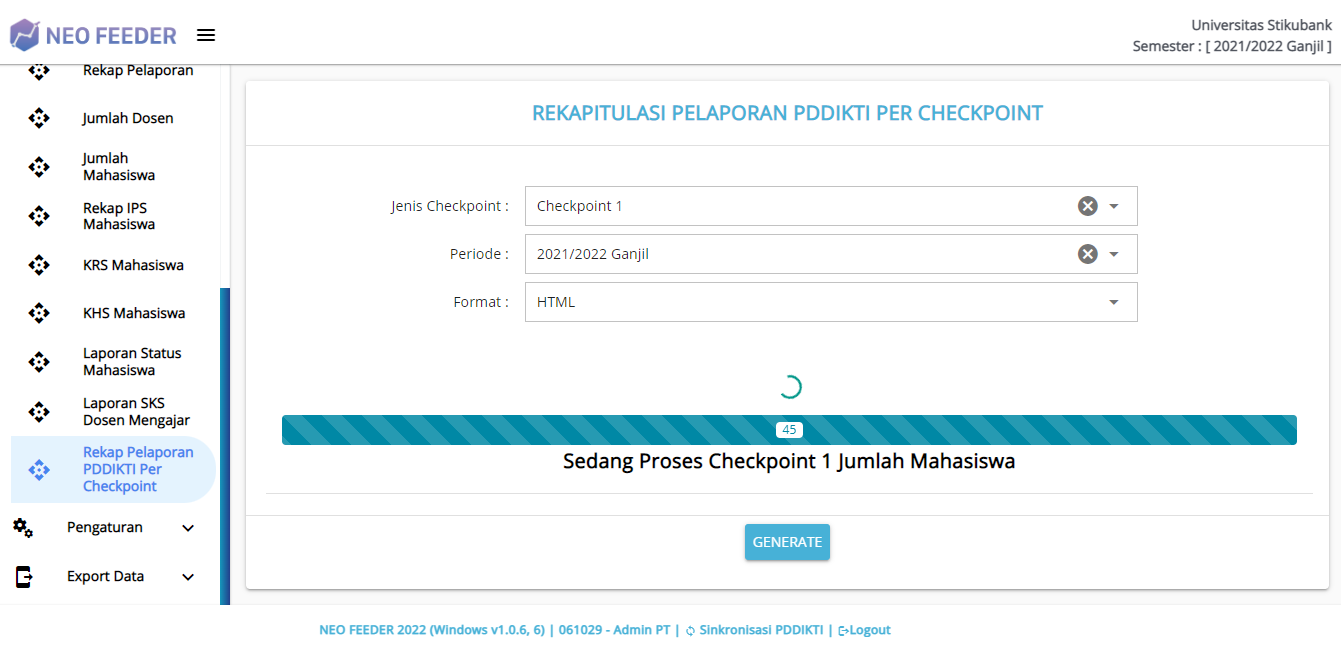 NEO FEEDER
Universitas Stikubank
Semester : [ 2021/2022 Ganjil ]
Rekap Pelaporan
Jumlah Dosen
Jumlah
Mahasiswa
Rekap IPS
Mahasiswa
KRS Mahasiswa
KHS Mahasiswa
Laporan Status
Mahasiswa
Laporan SKS
Dosen Mengajar
Rekap Pelaporan
PDDIKTI Per
Checkpoint
Pengaturan
Export Data
REKAPITULASI PELAPORAN PDDIKTI PER CHECKPOINT
Jenis Checkpoint : Checkpoint 1
Periode : 2021/2022 Ganjil
Format : HTML
45
Sedang Proses Checkpoint 1 Jumlah Mahasiswa
GENERATE
NEO FEEDER 2022 (Windows v1.0.6, 6) | 061029 - Admin PT | Sinkronisasi PDDIKTI | Logout